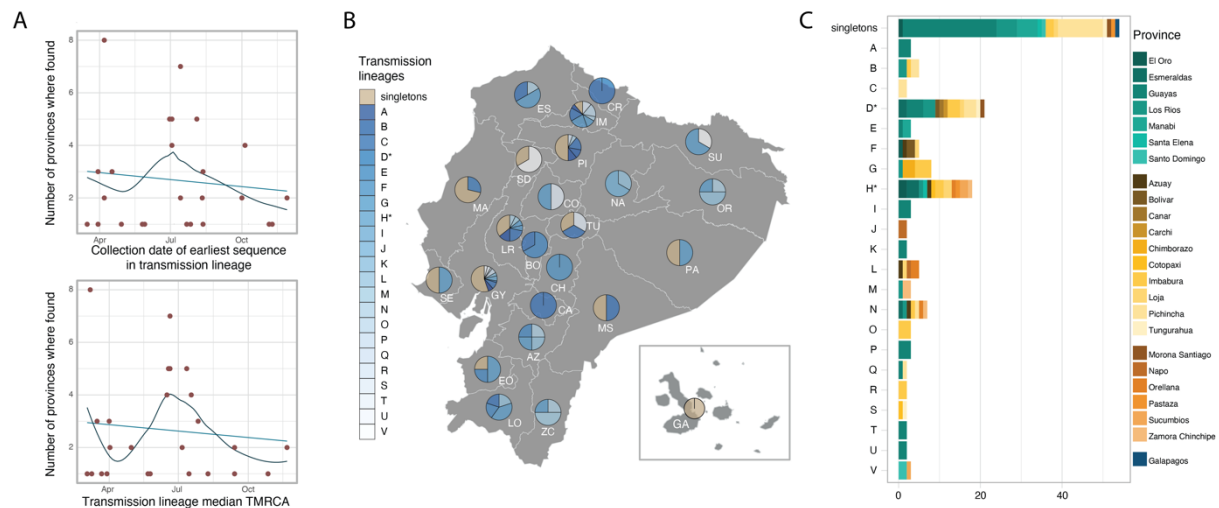 A
Number of provinces where found
8
6
4
2
Apr
Jul
Oct
Collection date of earliest sequence
in transmission lineage
Number of provinces where found
8
6
4
2
Apr
Jul
Oct
Transmission lineage median TMRCA
B
Transmission
lineages
singletons
A
B
C
D*
E
F
G
H*
I
J
K
L
M
N
O
P
Q
R
S
T
U
V
ES
CR
IM
PI
SU
SD
MA
CO
NA
OR
TU
LR
BO
PA
CH
SE
GY
CA
MS
AZ
EO
LO
ZC
GA
C
singletons
A
B
C
D*
E
F
G
H*
I
J
K
L
M
N
O
P
Q
R
S
T
U
V
0
20
40
Province
El Oro
Esmeraldas
Guayas
Los Rios
Manabi
Santa Elena
Santo Domingo
Azuay
Bolivar
Canar
Carchi
Chimborazo
Cotopaxi
Imbabura
Loja
Pichincha
Tungurahua
Morona Santiago
Napo
Orellana
Pastaza
Sucumbios
Zamora Chinchipe
Galapagos